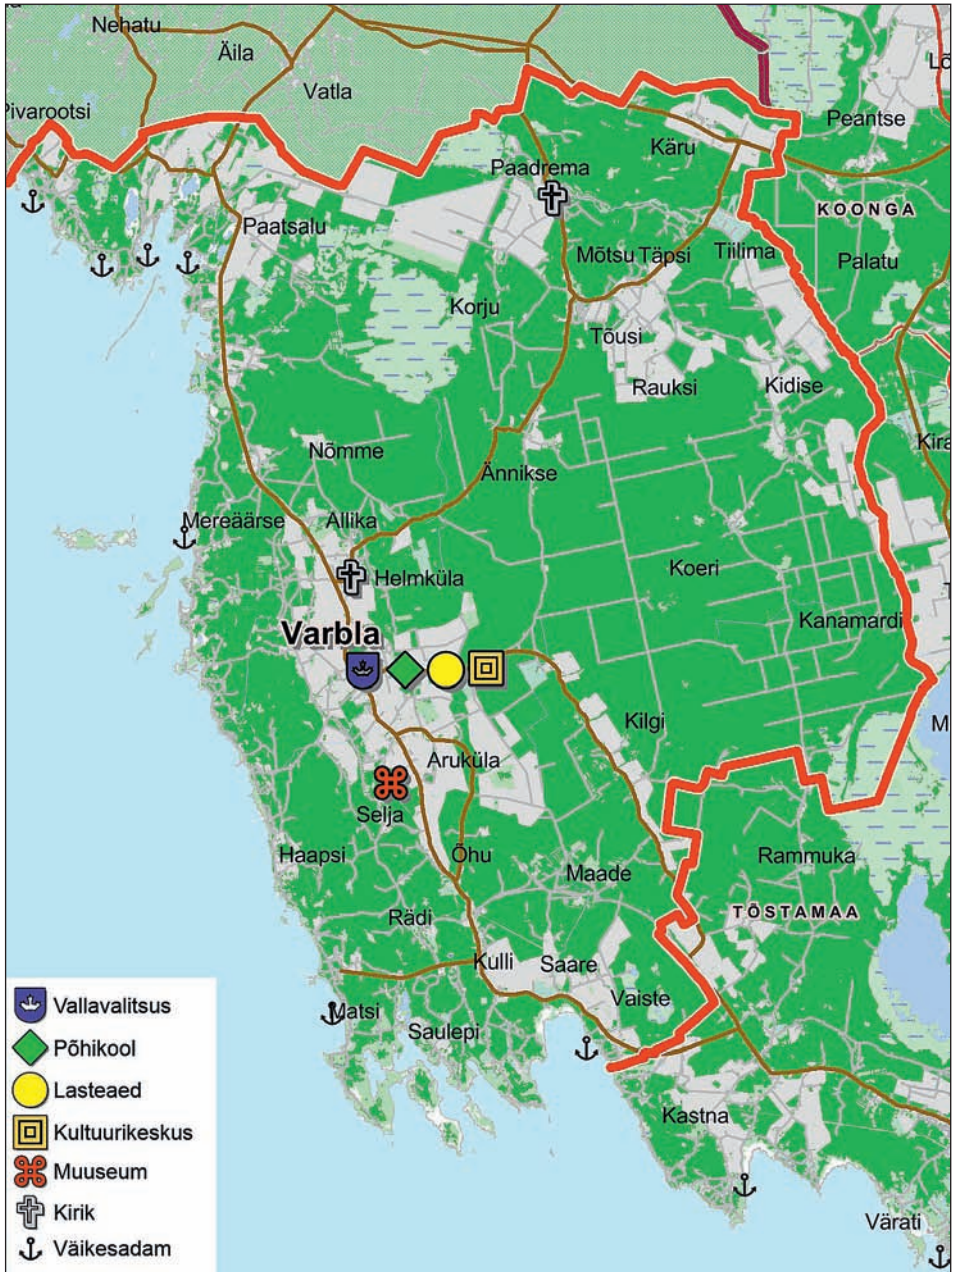 Nehatu
Äila
Vatla
Pivarootsi
Peantse
Käru
Paadrema
KOONGA
Paatsalu
Mõtsu Täpsi
Tiilima
Palatu
Korju
Tõusi
Rauksi
Kidise
Kira
Nõmme
Ännikse
Mereäärse
Allika
Helmküla
Koeri
Kanamardi
Varbla
Kilgi
M
Aruküla
Selja
Haapsi
Õhu
Maade
Rammuka
TÕSTAMAA
Rädi
Kulli
Saare
Vaiste
Matsi
Saulepi
Kastna
Värati
Vallavalitsus
Põhikool
Lasteaed
Kultuurikeskus
Muuseum
Kirik
Väikesadam